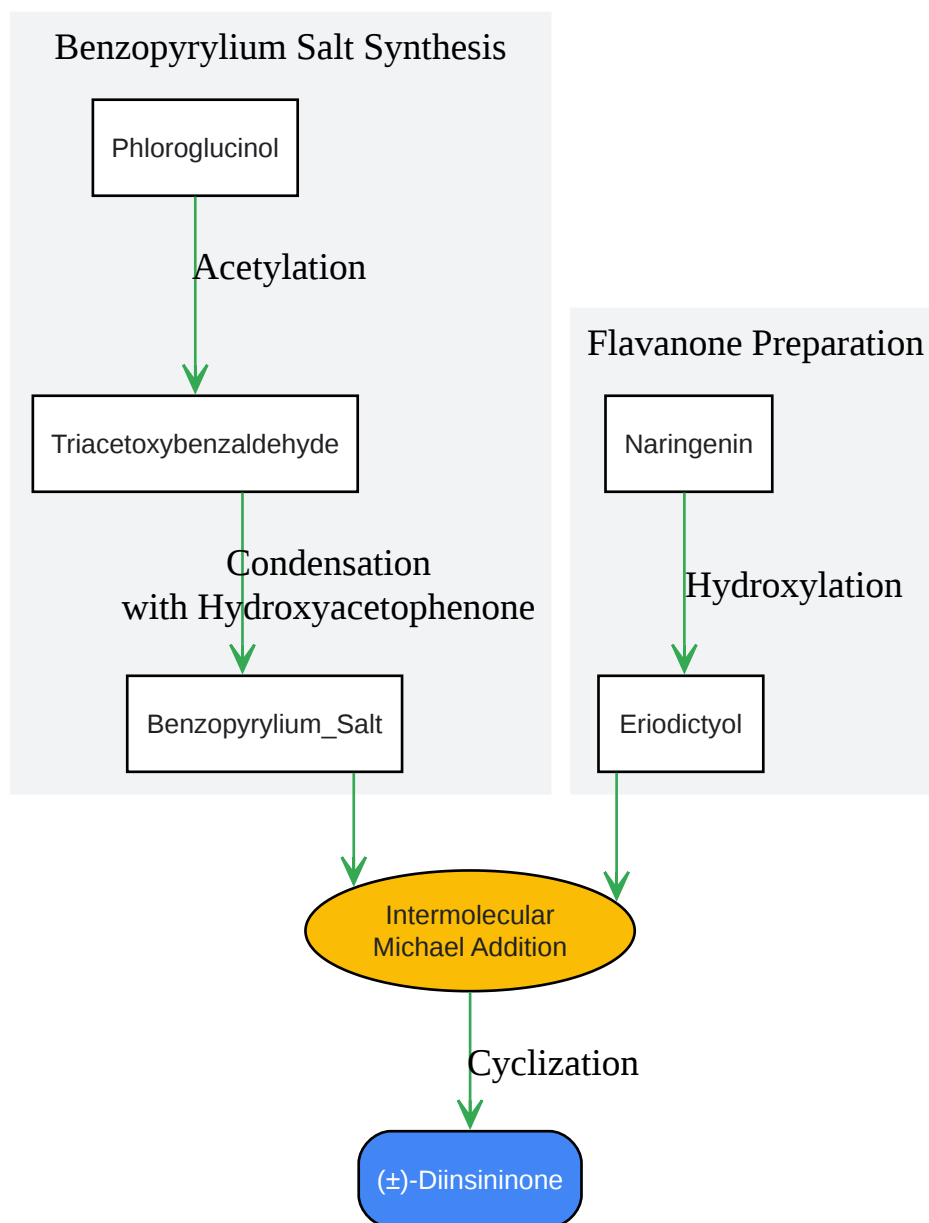 Benzopyrylium Salt Synthesis
Phloroglucinol
Acetylation
Triacetoxybenzaldehyde
Condensation
with Hydroxyacetophenone
Benzopyrylium_Salt
Flavanone Preparation
Naringenin
Hydroxylation
Eriodictyol
Intermolecular
Michael Addition
Cyclization
(±)-Diinsininone